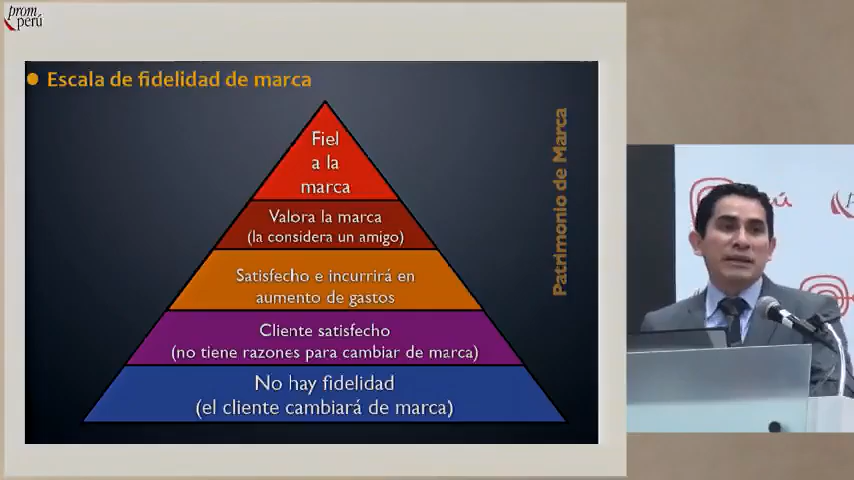 prom
perú
Escala de fidelidad de marca
Fiel
a la
marca
Valora la marca
(la considera un amigo)
Satisfecho e incurrirá en
aumento de gastos
Cliente satisfecho
(no tiene razones para cambiar de marca)
No hay fidelidad
(el cliente cambiará de marca)
Patrimonio de Marca